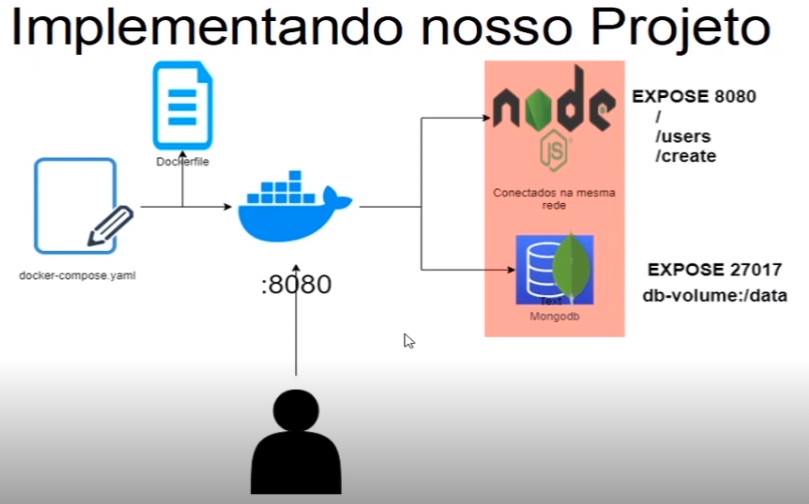 Implementando nosso Projeto
Dockerfile
docker-compose.yaml
:8080
node
JS
Conectados na mesma
rede
EXPOSE 8080
/
/users
/create
Text
Mongodb
EXPOSE 27017
db-volume:/data